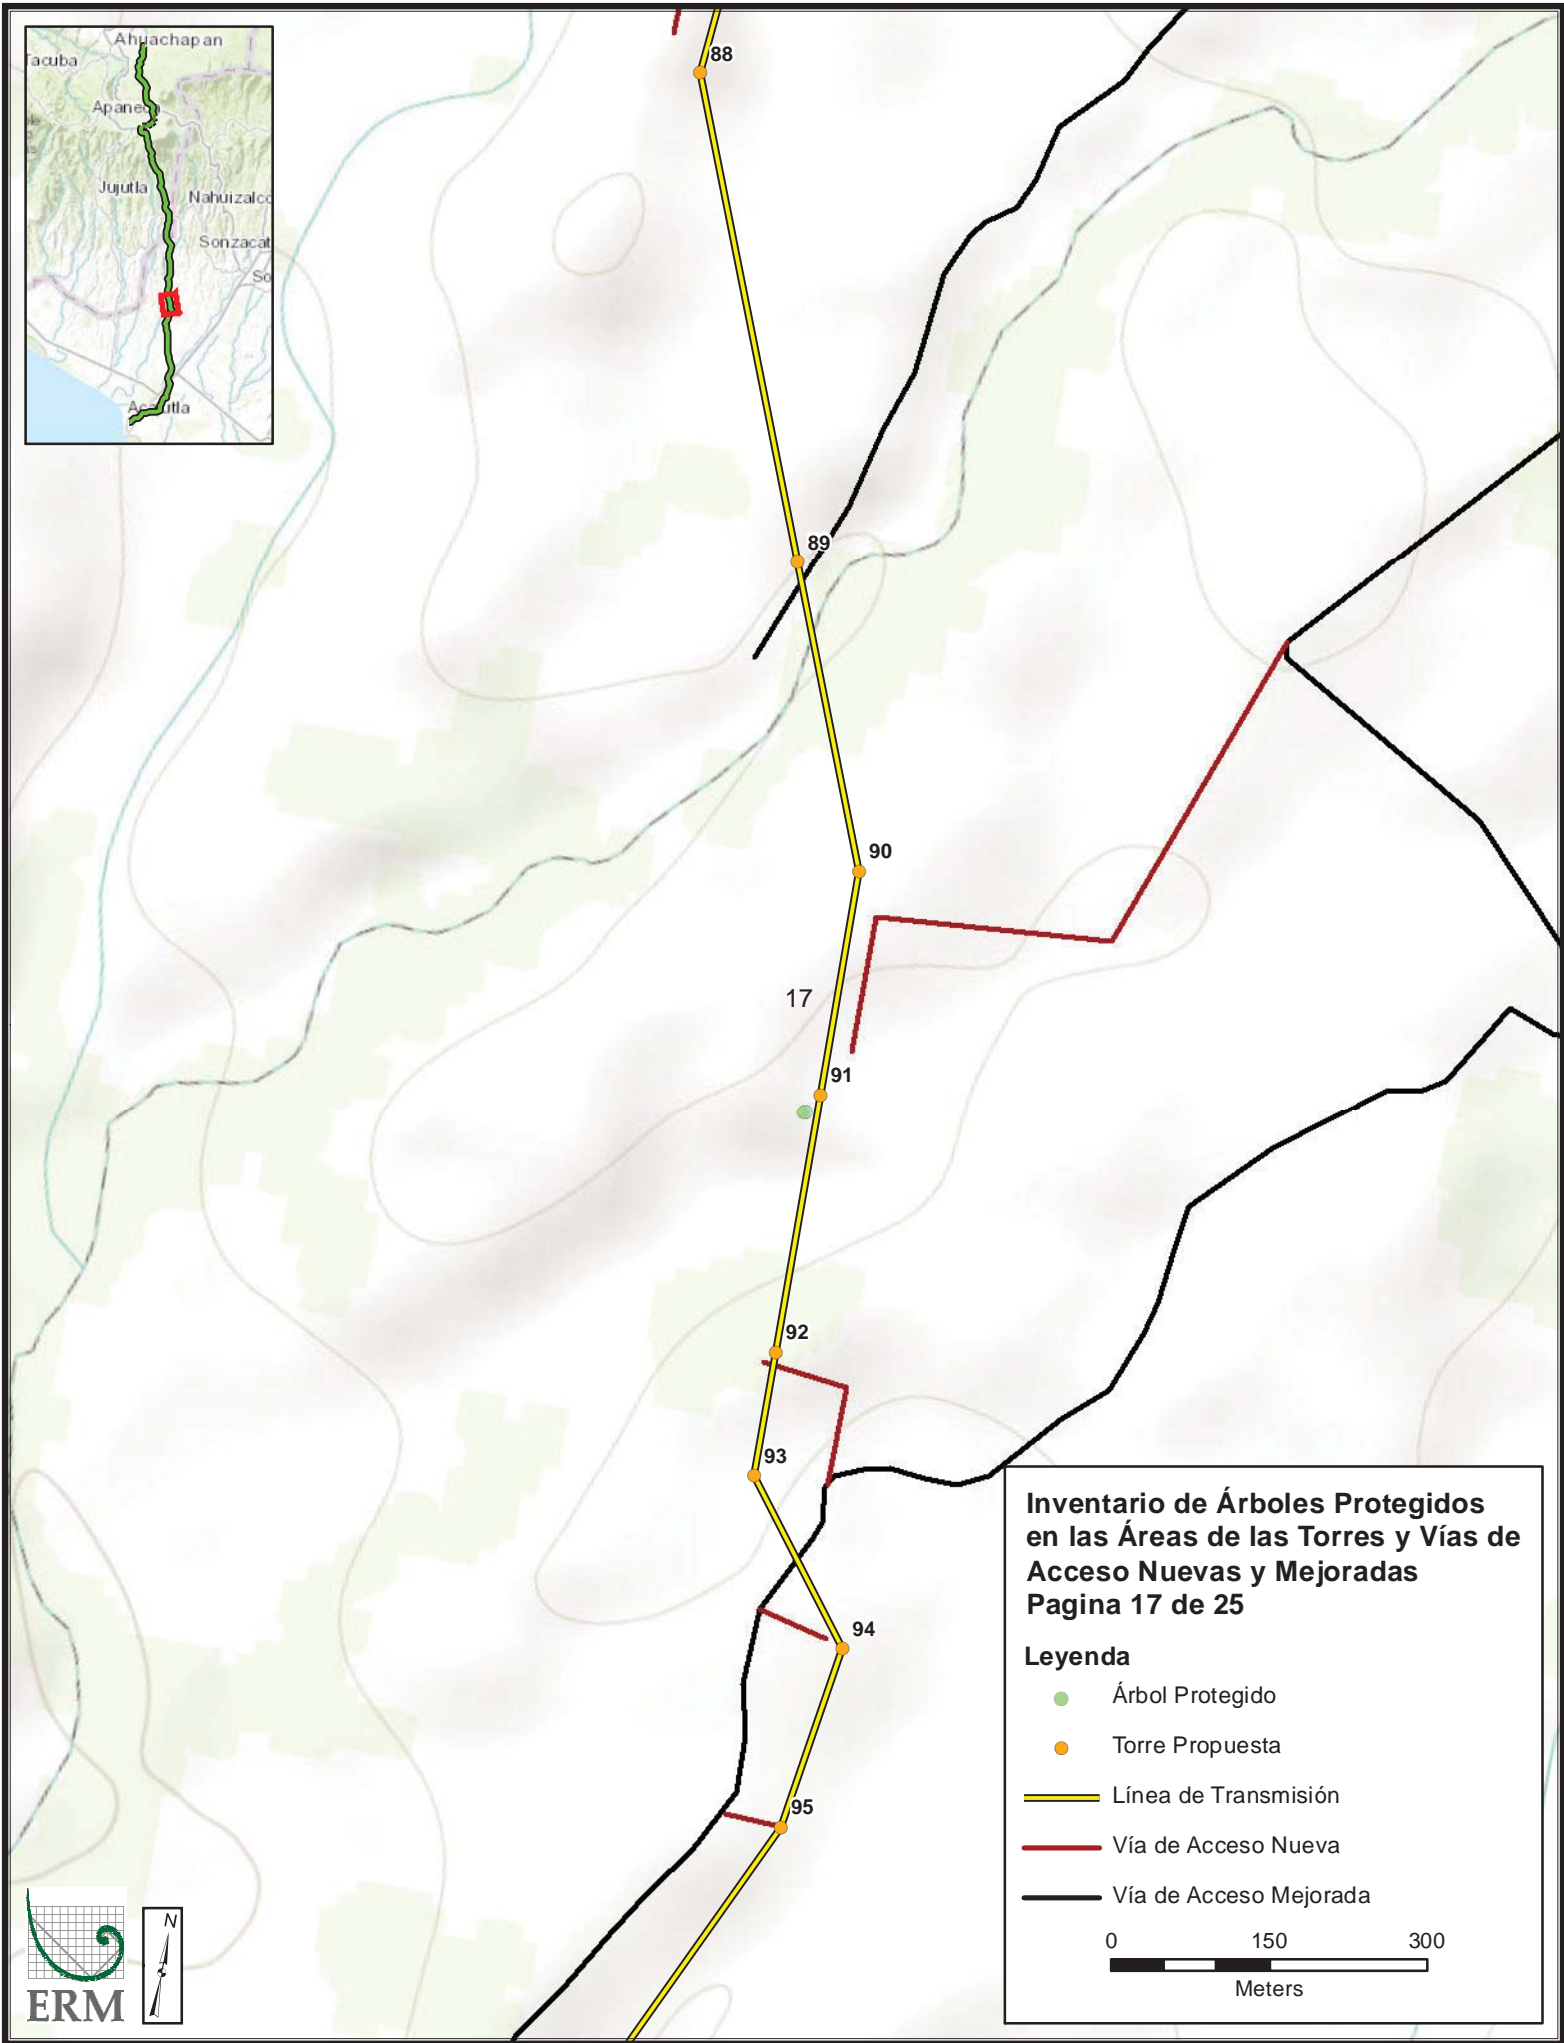 Ahuachapan
Tacuba
Jujutla
Nahuizalco
Sonzacat
So
88
89
90
17
91
92
93
94
95
Inventario de Árboles Protegidos
en las Áreas de las Torres y Vías de
Acceso Nuevas y Mejoradas
Pagina 17 de 25
Leyenda
Árbol Protegido
Torre Propuesta
Línea de Transmisión
Vía de Acceso Nueva
Vía de Acceso Mejorada
0 150 300
Meters
ERM
N